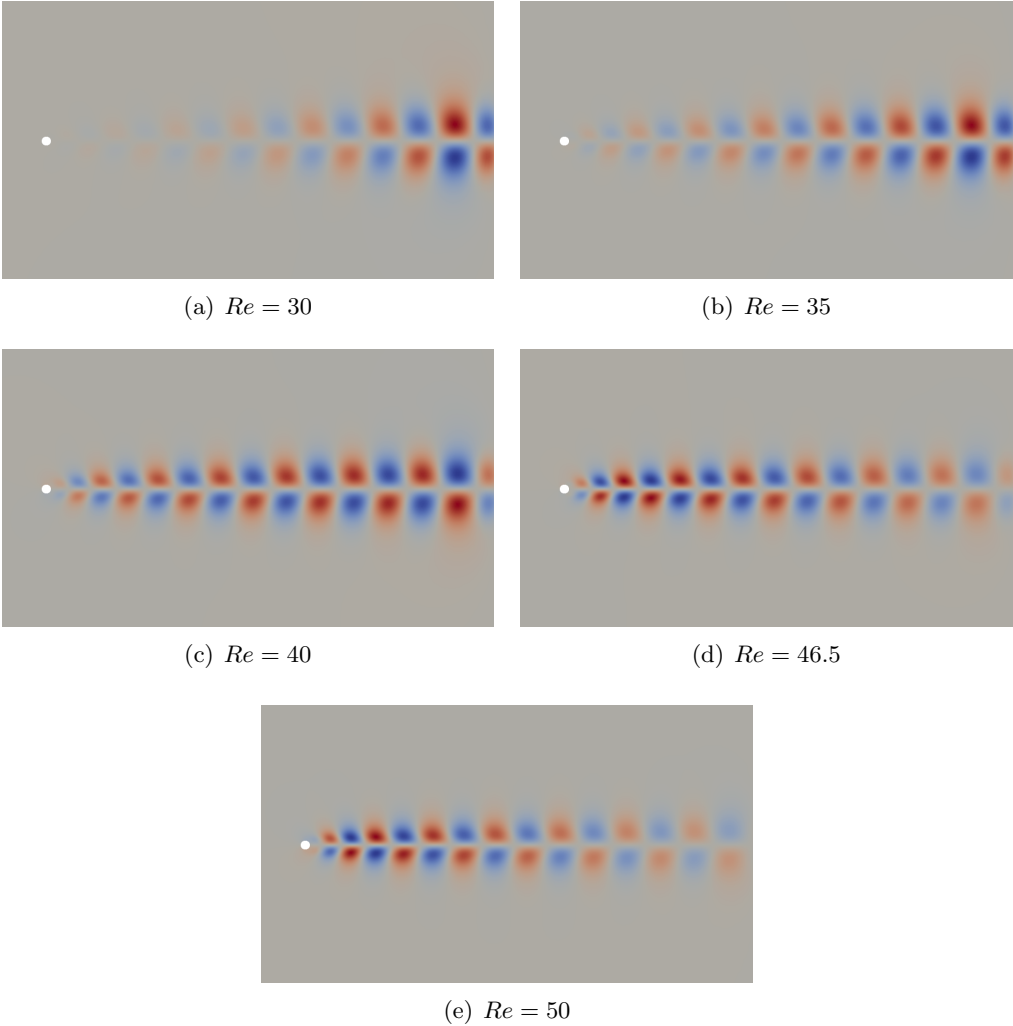 (a) Re = 30
(b) Re = 35
(c) Re = 40
(d) Re = 46.5
(e) Re = 50